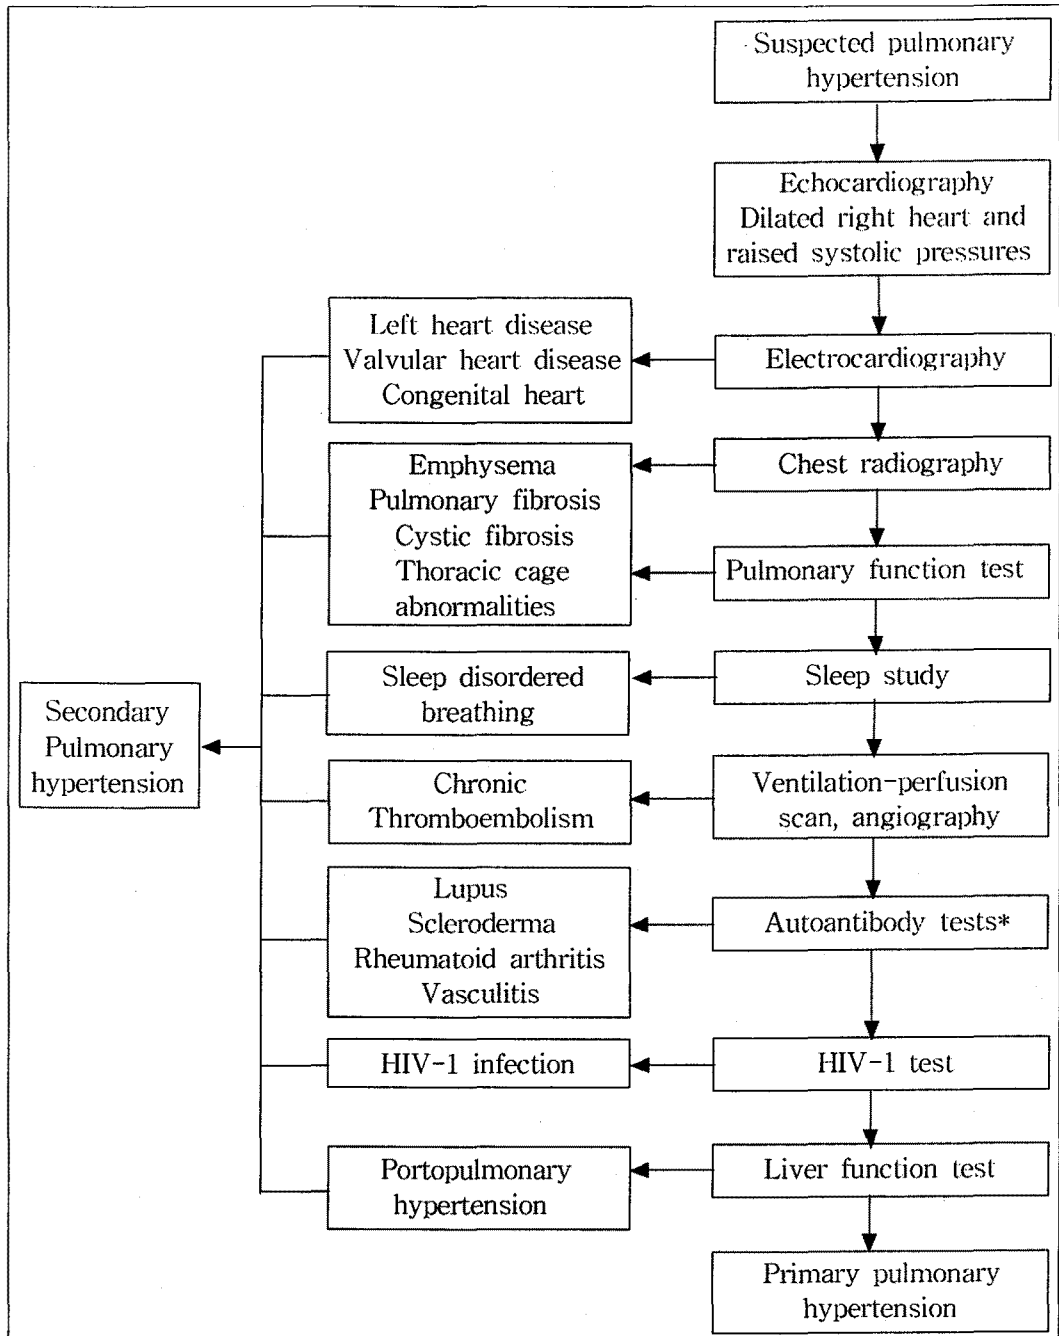 Suspected pulmonary
hypertension
Echocardiography
Dilated right heart and
raised systolic pressures
Left heart disease
Valvular heart disease
Congenital heart
Electrocardiography
Emphysema
Pulmonary fibrosis
Cystic fibrosis
Thoracic cage
abnormalities
Chest radiography
Pulmonary function test
Sleep disordered
breathing
Sleep study
Secondary
Pulmonary
hypertension
Chronic
Thromboembolism
Ventilation-perfusion
scan, angiography
Lupus
Scleroderma
Rheumatoid arthritis
Vasculitis
Autoantibody tests*
HIV-1 infection
HIV-1 test
Portopulmonary
hypertension
Liver function test
Primary pulmonary
hypertension